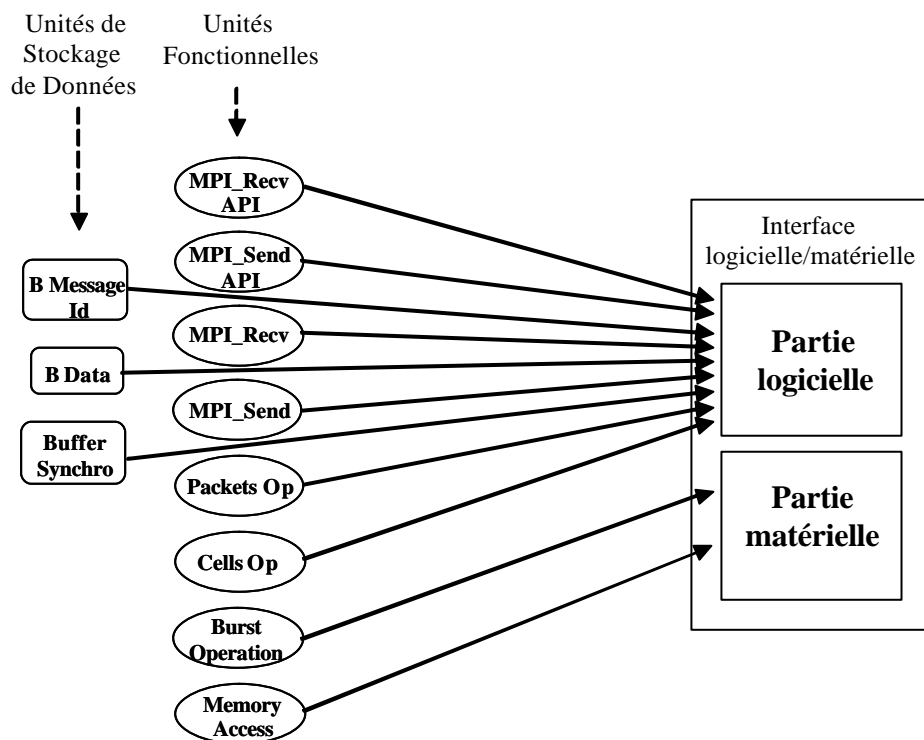 Unités de
Stockage
de Données
Unités
Fonctionnelles
MPI_Recv
API
MPI_Send
API
B Message
Id
MPI_Recv
B Data
MPI_Send
Buffer
Synchro
Packets Op
Cells Op
Burst
Operation
Memory
Access
Interface
logicielle/matérielle
Partie
logicielle
Partie
matérielle